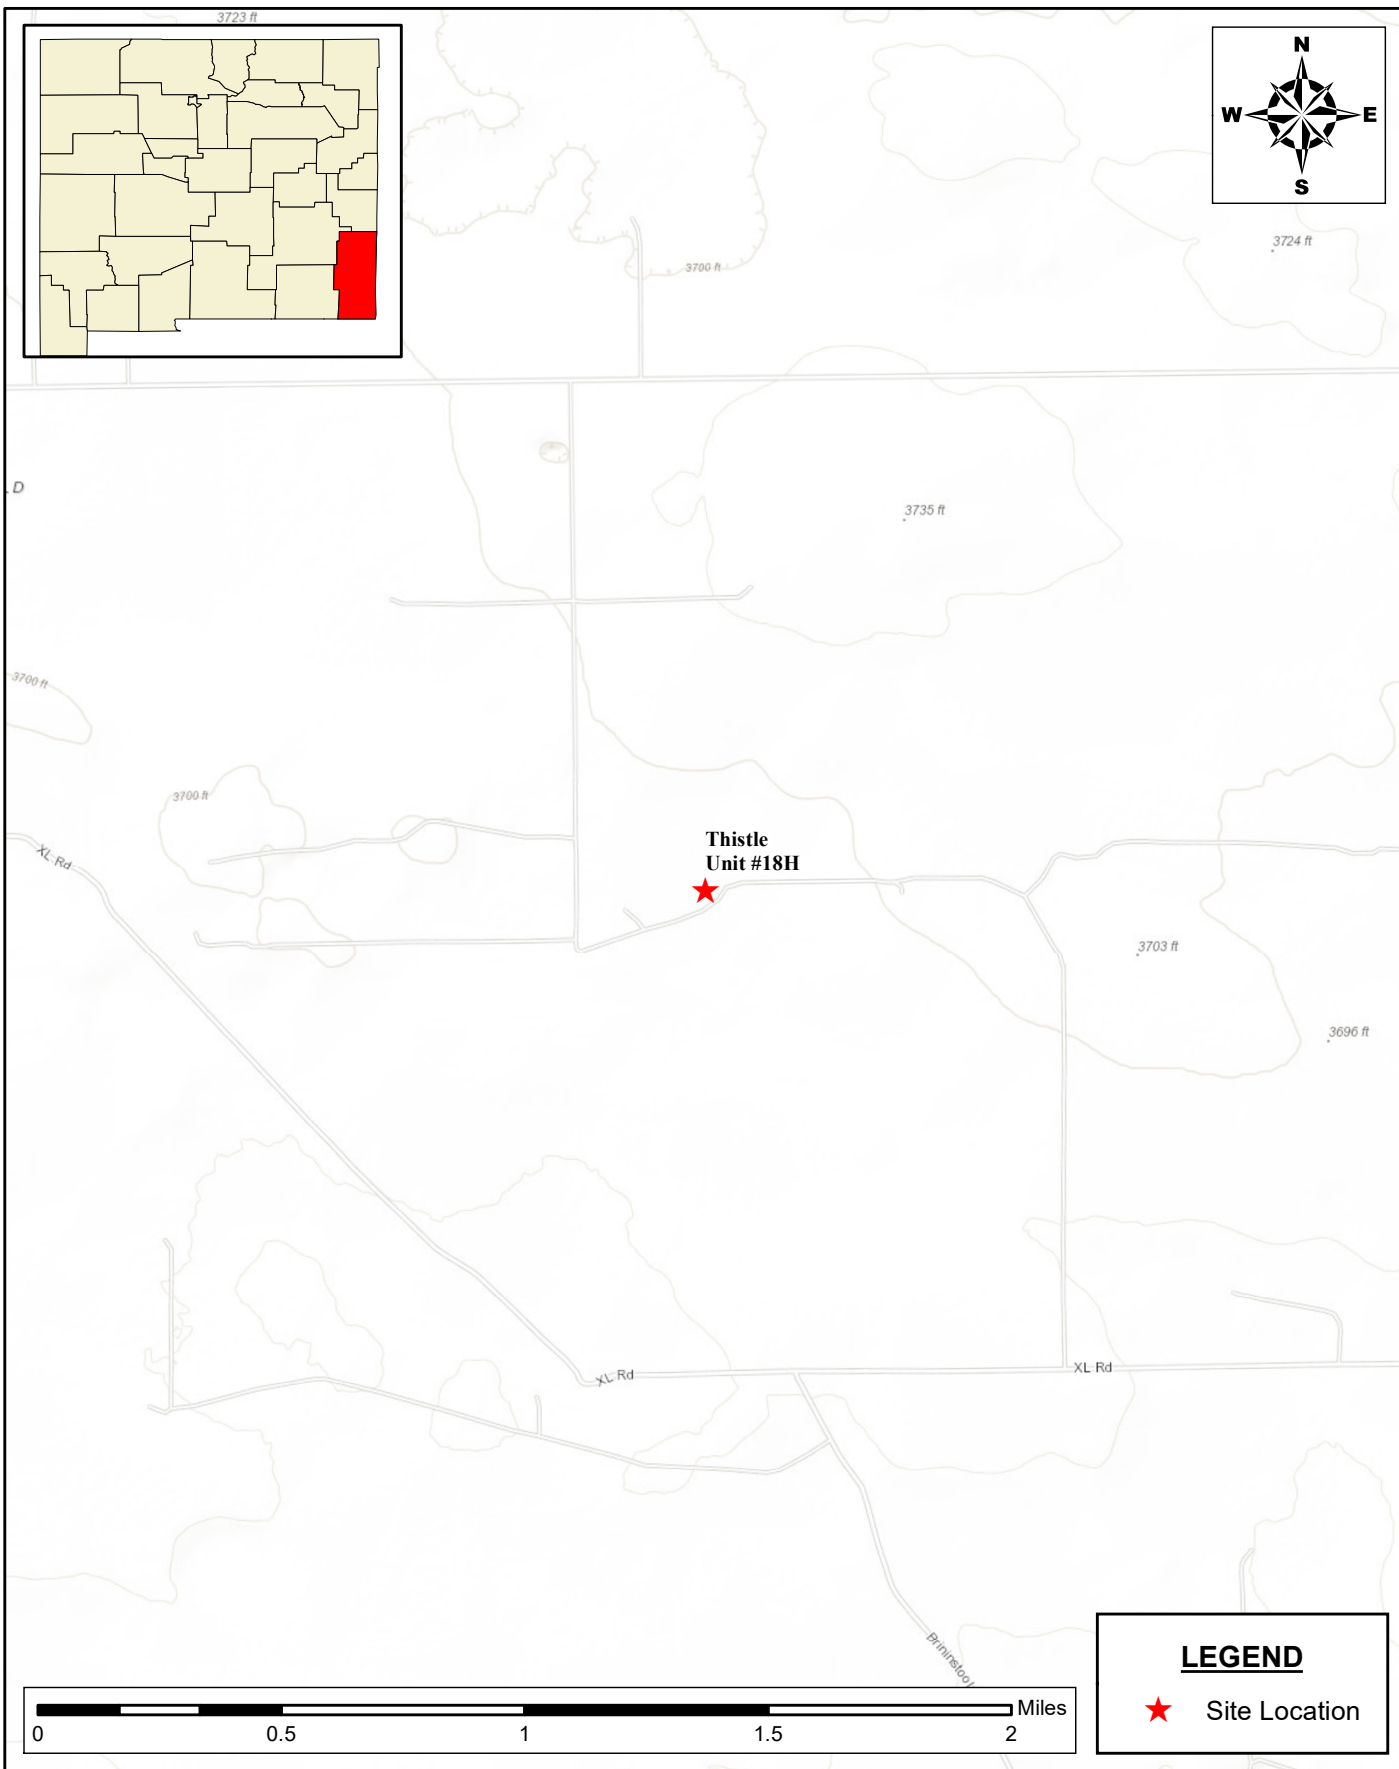 3723 ft
N
W
E
S
3724 ft
3700 ft
L D
3735 ft
3700 ft
3700 ft
Thistle
Unit #18H
XL Rd
3703 ft
3696 ft
XL Rd
XL Rd
Brininstool
LEGEND
Site Location
Miles
0
0.5
1
1.5
2